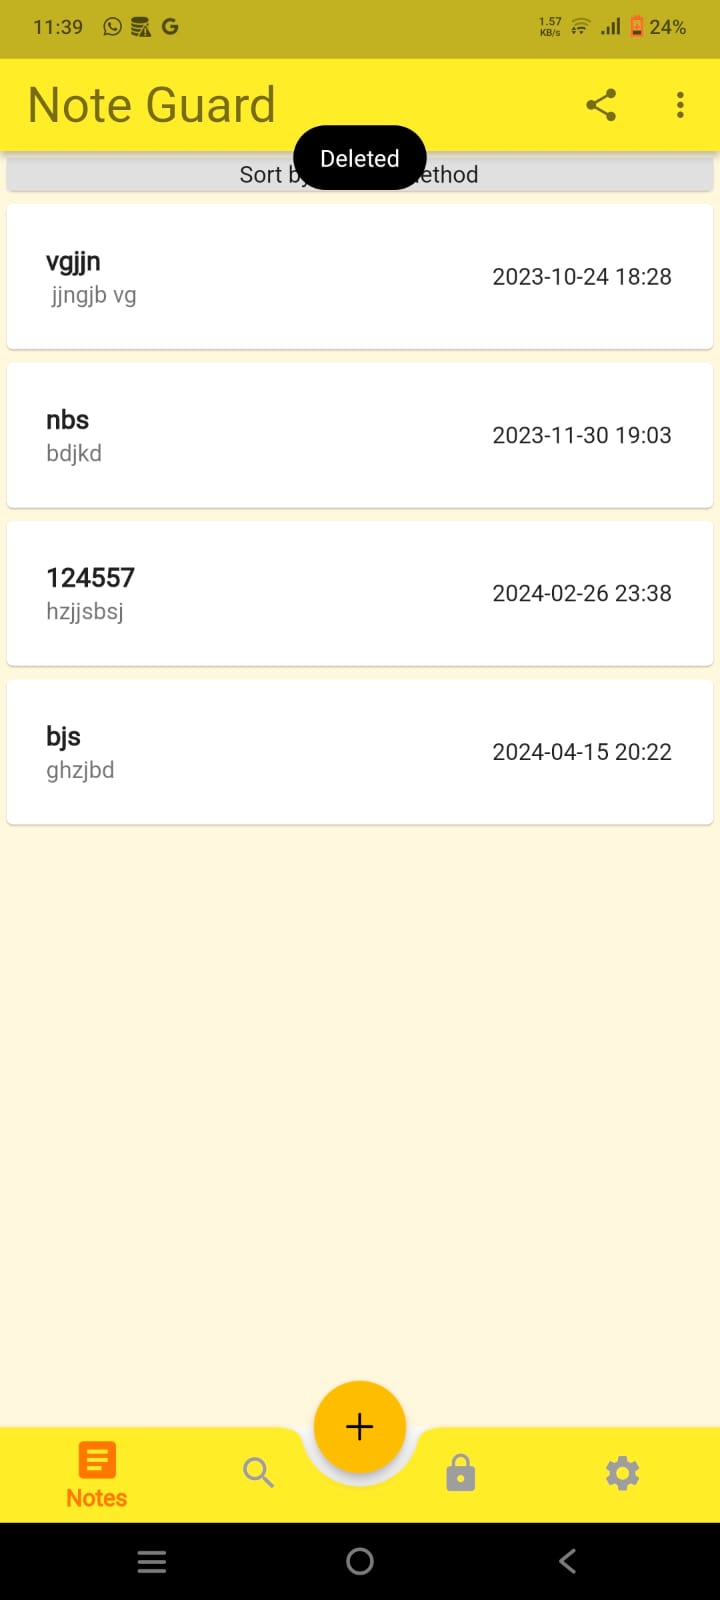 11:39 G 1.57 KB/s 24%
Note Guard
Deleted
Sort
vgjjn
jjngjb vg
2023-10-24 18:28
nbs
bdjkd
2023-11-30 19:03
124557
hzjjsbsj
2024-02-26 23:38
bjs
ghzjbd
2024-04-15 20:22
Notes